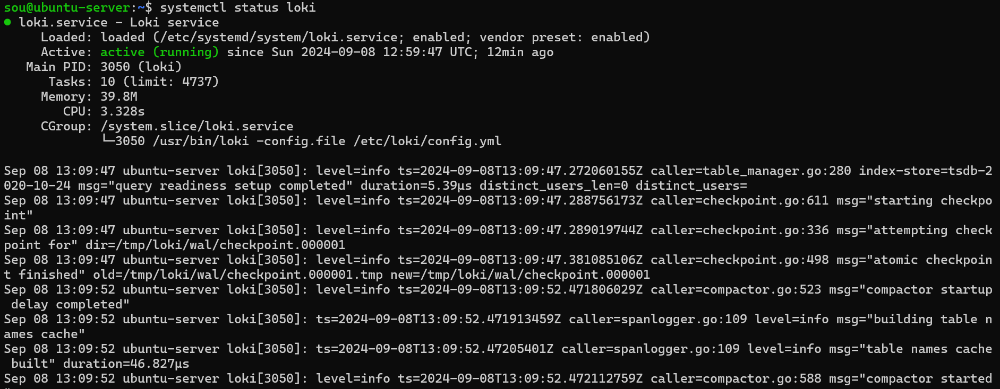 sou@ubuntu-server:~$ systemctl status loki
● loki.service - Loki service
     Loaded: loaded (/etc/systemd/system/loki.service; enabled; vendor preset: enabled)
     Active: active (running) since Sun 2024-09-08 12:59:47 UTC; 12min ago
   Main PID: 3050 (loki)
      Tasks: 10 (limit: 4737)
     Memory: 39.8M
        CPU: 3.328s
     CGroup: /system.slice/loki.service
             └─3050 /usr/bin/loki -config.file /etc/loki/config.yml

Sep 08 13:09:47 ubuntu-server loki[3050]: level=info ts=2024-09-08T13:09:47.272060155Z caller=table_manager.go:280 index-store=tsdb-2
020-10-24 msg="query readiness setup completed" duration=5.39µs distinct_users_len=0 distinct_users=
Sep 08 13:09:47 ubuntu-server loki[3050]: level=info ts=2024-09-08T13:09:47.288756173Z caller=checkpoint.go:611 msg="starting checkpo
int"
Sep 08 13:09:47 ubuntu-server loki[3050]: level=info ts=2024-09-08T13:09:47.289019744Z caller=checkpoint.go:336 msg="attempting check
point for" dir=/tmp/loki/wal/checkpoint.000001
Sep 08 13:09:47 ubuntu-server loki[3050]: level=info ts=2024-09-08T13:09:47.381085106Z caller=checkpoint.go:498 msg="atomic checkpoin
t finished" old=/tmp/loki/wal/checkpoint.000001.tmp new=/tmp/loki/wal/checkpoint.000001
Sep 08 13:09:52 ubuntu-server loki[3050]: level=info ts=2024-09-08T13:09:52.471806029Z caller=compactor.go:523 msg="compactor startup
 delay completed"
Sep 08 13:09:52 ubuntu-server loki[3050]: ts=2024-09-08T13:09:52.471913459Z caller=spanlogger.go:109 level=info msg="building table n
ames cache"
Sep 08 13:09:52 ubuntu-server loki[3050]: ts=2024-09-08T13:09:52.47205401Z caller=spanlogger.go:109 level=info msg="table names cache
 built" duration=46.827µs
Sep 08 13:09:52 ubuntu-server loki[3050]: level=info ts=2024-09-08T13:09:52.472112759Z caller=compactor.go:588 msg="compactor started
"